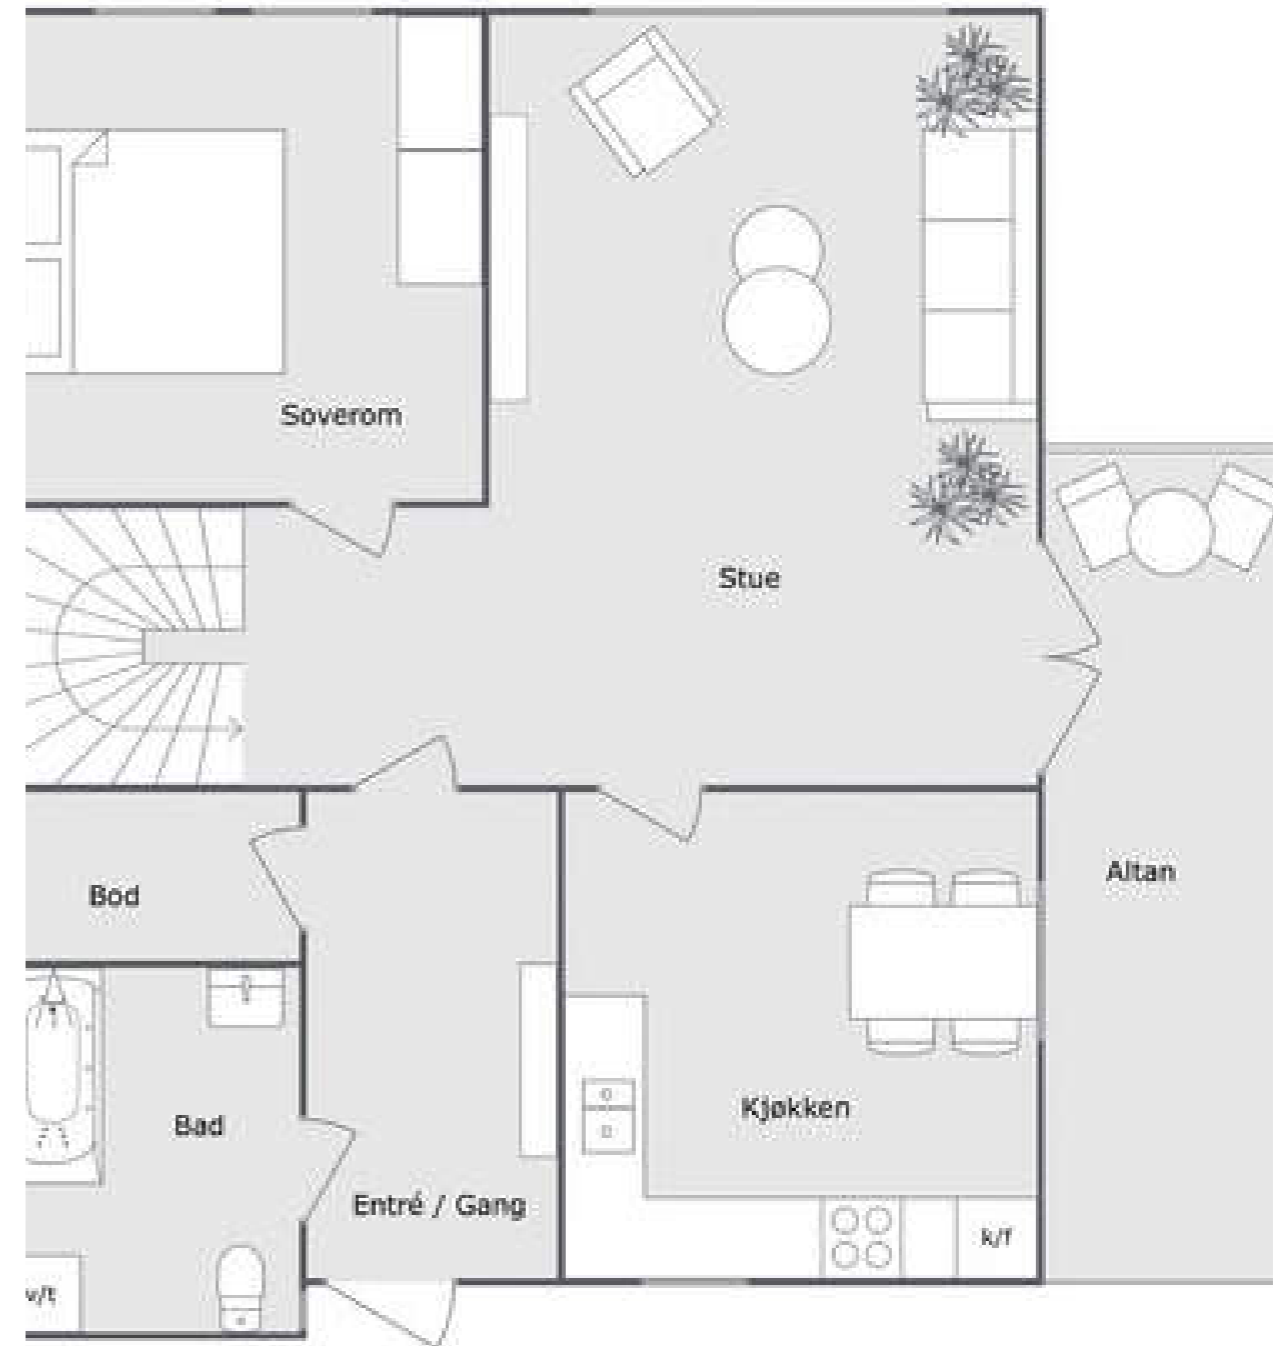 Soverom
Stue
Altan
Bod
Kjøkken
Bad
Entré / Gang
k/f
v/t